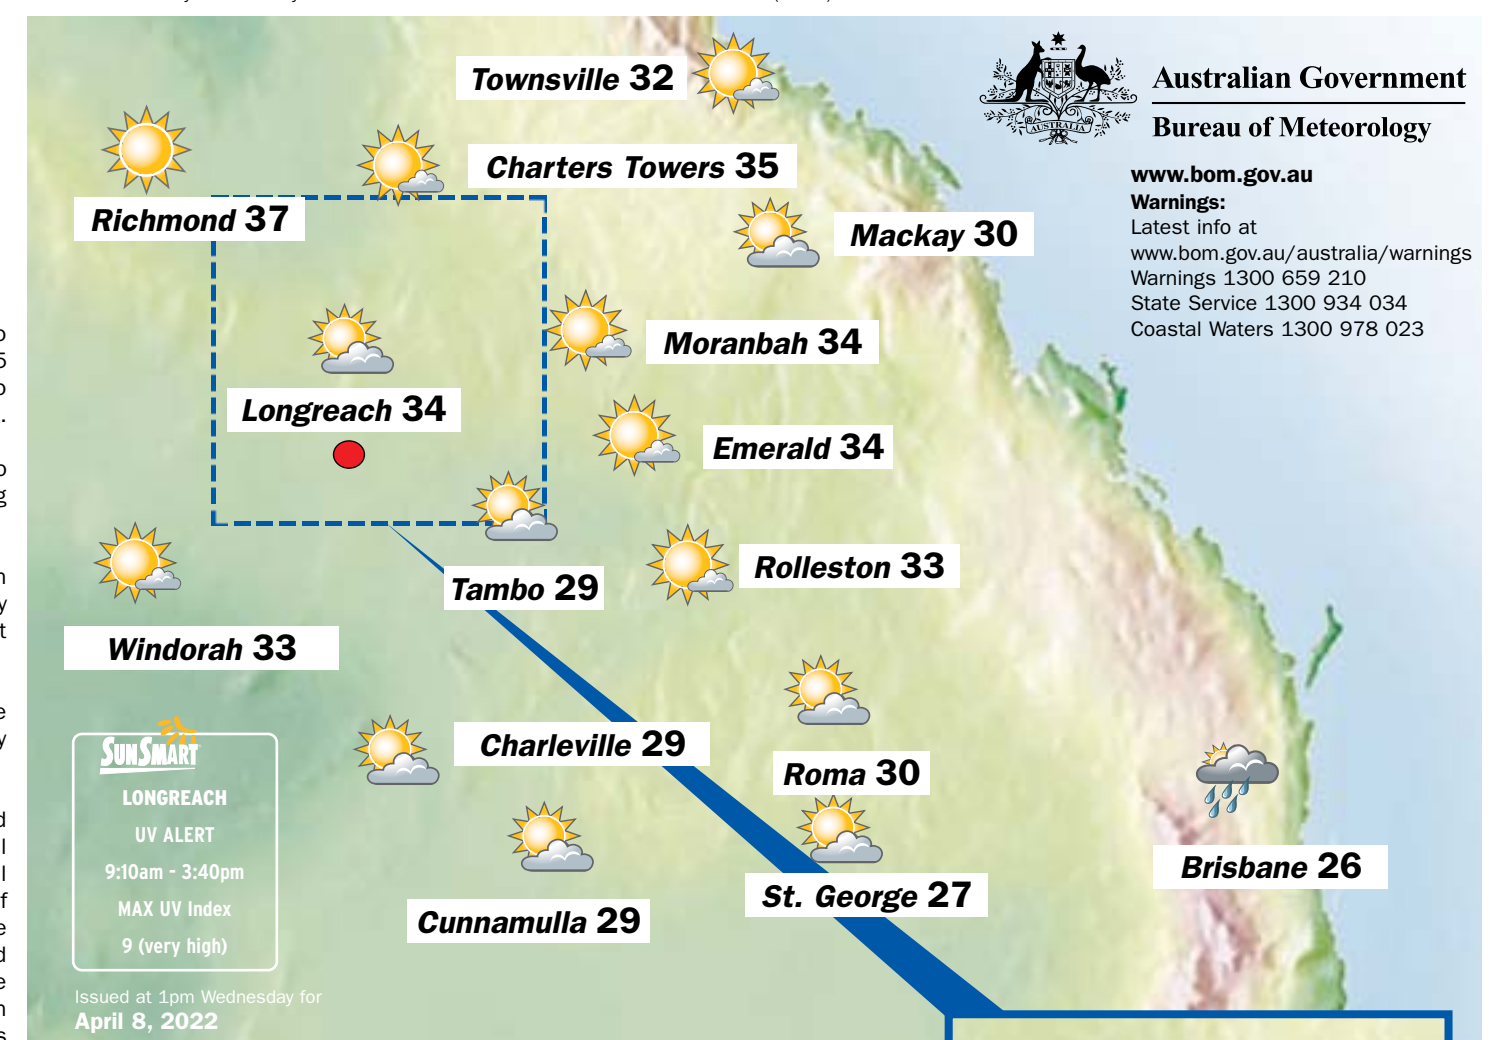 Townsville 32
Australian Government
Bureau of Meteorology
AUSTRALIA
Charters Towers 35
www.bom.gov.au
Warnings:
Latest info at
www.bom.gov.au/australia/warnings
Warnings 1300 659 210
State Service 1300 934 034
Coastal Waters 1300 978 023
Richmond 37
Mackay 30
Moranbah 34
Longreach 34
Emerald 34
Rolleston 33
Tambo 29
Windorah 33
Charleville 29
Roma 30
Brisbane 26
St. George 27
Cunnamulla 29
SUNSMART
LONGREACH
UV ALERT
9:10am - 3:40pm
MAX UV Index
9 (very high)
Issued at 1pm Wednesday for
April 8, 2022